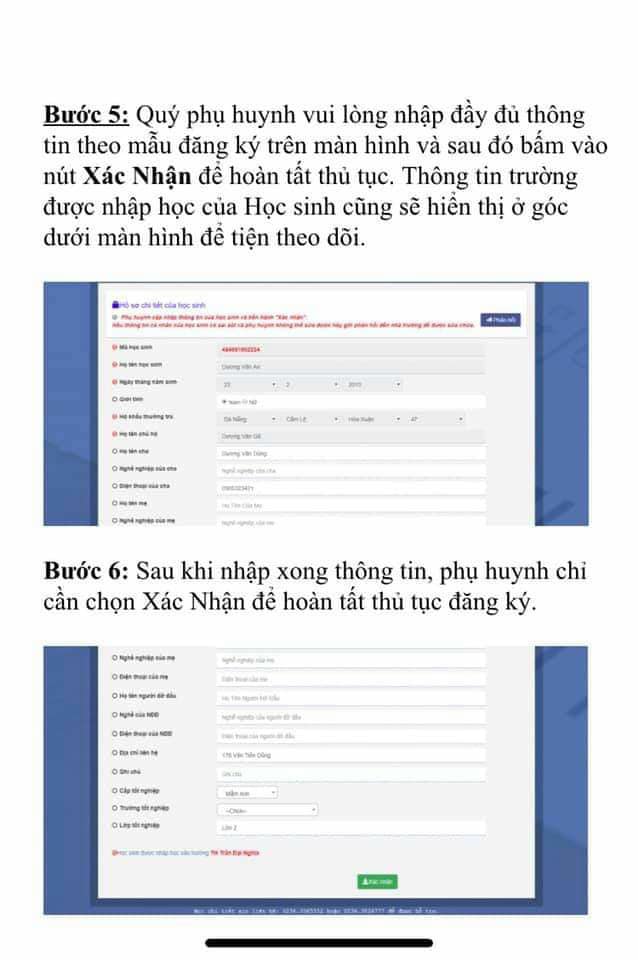 Bước 5: Quý phụ huynh vui lòng nhập đầy đủ thông
tin theo mẫu đăng ký trên màn hình và sau đó bấm vào
nút Xác Nhận để hoàn tất thủ tục. Thông tin trường
được nhập học của Học sinh cũng sẽ hiển thị ở góc
dưới màn hình để tiện theo dõi.
Hồ sơ chi tiết của học sinh
Phụ huynh cập nhập thông tin của học sinh và tiến hành "Xác nhận".
Nếu thông tin cá nhân của học sinh có sai sót và phụ huynh không thể sửa được hãy gửi phản hồi đến nhà trường để được sửa chữa.
Phản hồi
Mã học sinh
Họ tên học sinh Dương Văn An
Ngày tháng năm sinh 23 2 2013
Giới tính Nam Nữ
Hộ khẩu thường trú Đà Nẵng Cẩm Lệ Hòa Xuân 47
Họ tên chủ hộ Dương Văn
Họ tên cha Dương Văn Dũng
Nghề nghiệp của cha Nghề nghiệp của cha
Điện thoại của cha
Họ tên mẹ Họ Tên Của Mẹ
Nghề nghiệp của mẹ Nghề nghiệp của mẹ
Bước 6: Sau khi nhập xong thông tin, phụ huynh chỉ
cần chọn Xác Nhận để hoàn tất thủ tục đăng ký.
Nghề nghiệp của mẹ Nghề nghiệp của mẹ
Điện thoại của mẹ Điện thoại của mẹ
Họ tên người đỡ đầu Họ Tên Người Đỡ Đầu
Nghề của NĐĐ Nghề nghiệp của người đỡ đầu
Điện thoại của NĐĐ Điện thoại của người đỡ đầu
Địa chỉ liên hệ 176 Văn Tiến Dũng
Ghi chú Ghi chú
Cấp tốt nghiệp Mầm non
Trường tốt nghiệp --Chọn--
Lớp tốt nghiệp Lớn 2
Học sinh được nhập học vào trường TH Trần Đại Nghĩa
Xác nhận
Mọi chi tiết xin liên hệ: hoặc để được hỗ trợ.